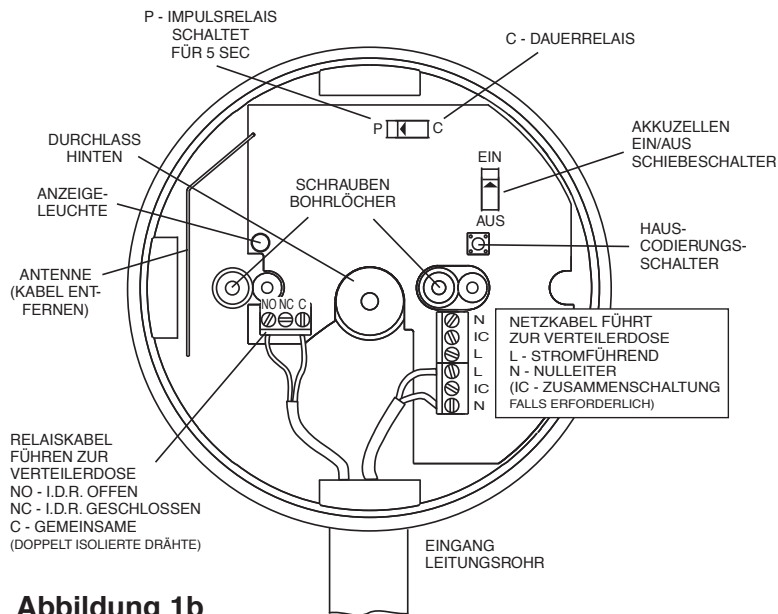 P - IMPULSRELAIS
SCHALTET
FÜR 5 SEC
C - DAUERRELAIS
P C
DURCHLASS
HINTEN
EIN
AKKUZELLEN
EIN/AUS
SCHIEBESCHALTER
ANZEIGE-
LEUCHTE
SCHRAUBEN
BOHRLÖCHER
AUS
HAUS-
CODIERUNGS-
SCHALTER
ANTENNE
(KABEL ENT-
FERNEN)
NO NC C
N
IC
L
L
IC
N
NETZKABEL FÜHRT
ZUR VERTEILERDOSE
L - STROMFÜHREND
N - NULLEITER
(IC - ZUSAMMENSCHALTUNG
FALLS ERFORDERLICH)
RELAISKABEL
FÜHREN ZUR
VERTEILERDOSE
NO - I.D.R. OFFEN
NC - I.D.R. GESCHLOSSEN
C - GEMEINSAME
(DOPPELT ISOLIERTE DRÄHTE)
EINGANG
LEITUNGSROHR
Abbildung 1b